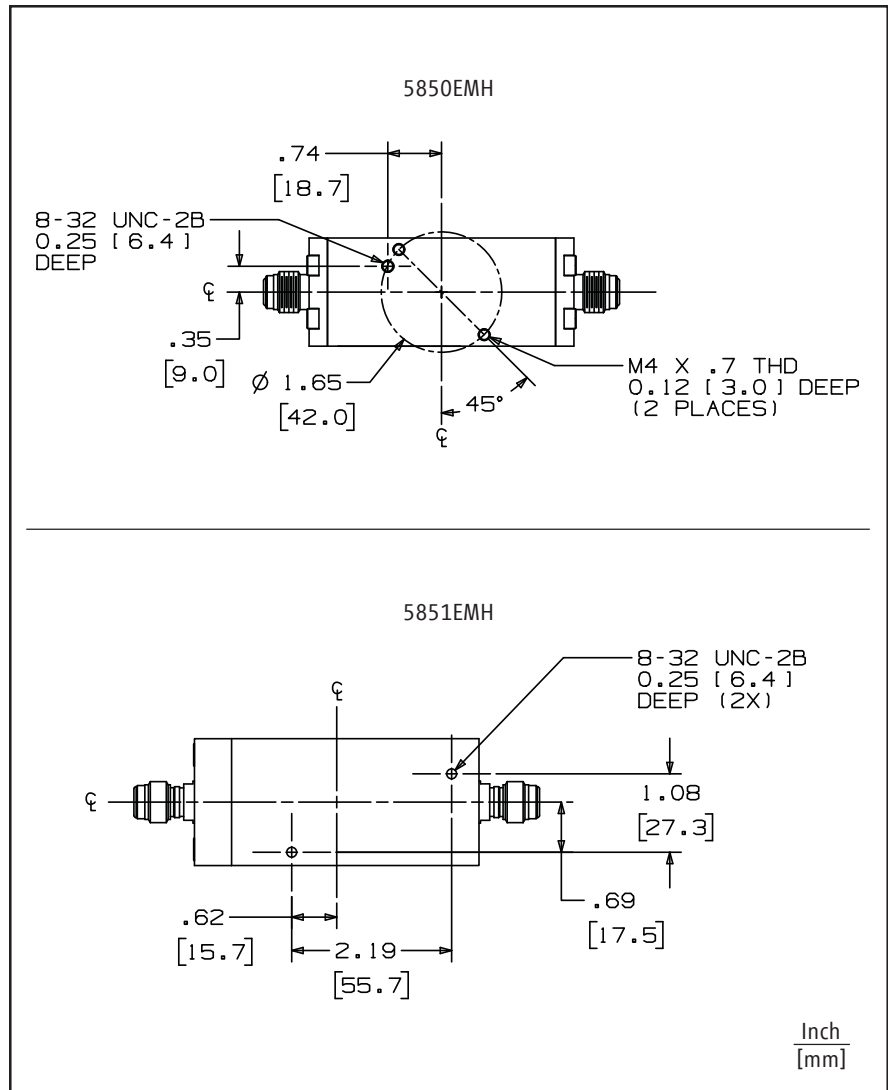 5850EMH
.74
[18.7]
8-32 UNC-2B
0.25 [6.4]
DEEP
℄
.35
[9.0]
Ø 1.65
[42.0]
45°
℄
M4 X .7 THD
0.12 [3.0] DEEP
(2 PLACES)
5851EMH
8-32 UNC-2B
0.25 [6.4]
DEEP (2X)
℄
℄
1.08
[27.3]
.69
[17.5]
.62
[15.7]
2.19
[55.7]
Inch
[mm]